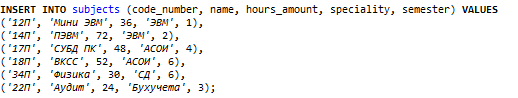 INSERT INTO subjects (code_number, name, hours_amount, speciality, semester) VALUES
('12П', 'Мини ЭВМ', 36, 'ЭВМ', 1),
('14П', 'ПЭВМ', 72, 'ЭВМ', 2),
('17П', 'СУБД ПК', 48, 'АСОИ', 4),
('18П', 'ВКСС', 52, 'АСОИ', 6),
('34П', 'Физика', 30, 'СД', 6),
('22П', 'Аудит', 24, 'Бухучета', 3);